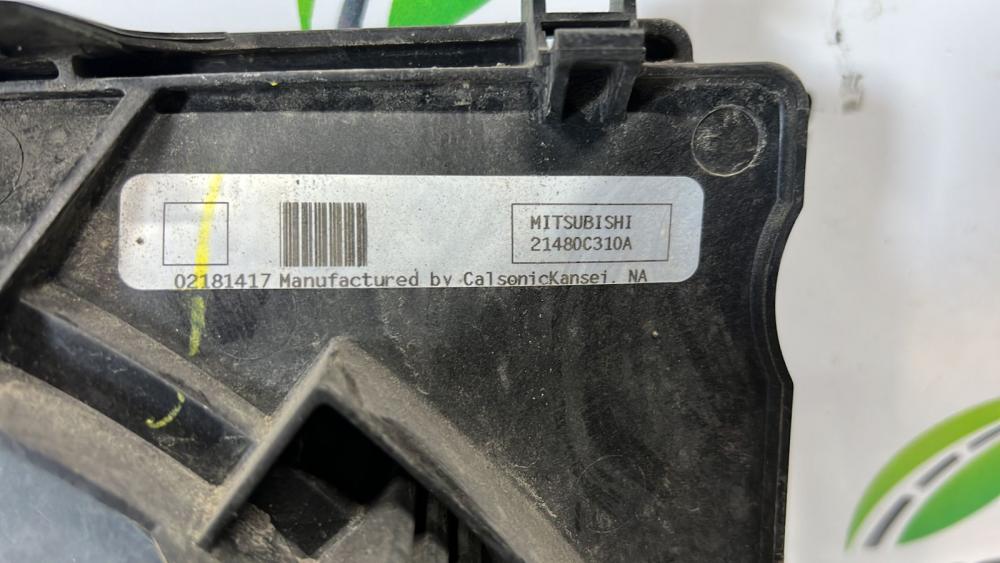 MITSUBISHI
21480C310A
02181417 Manufactured by CalsonicKansei, NA